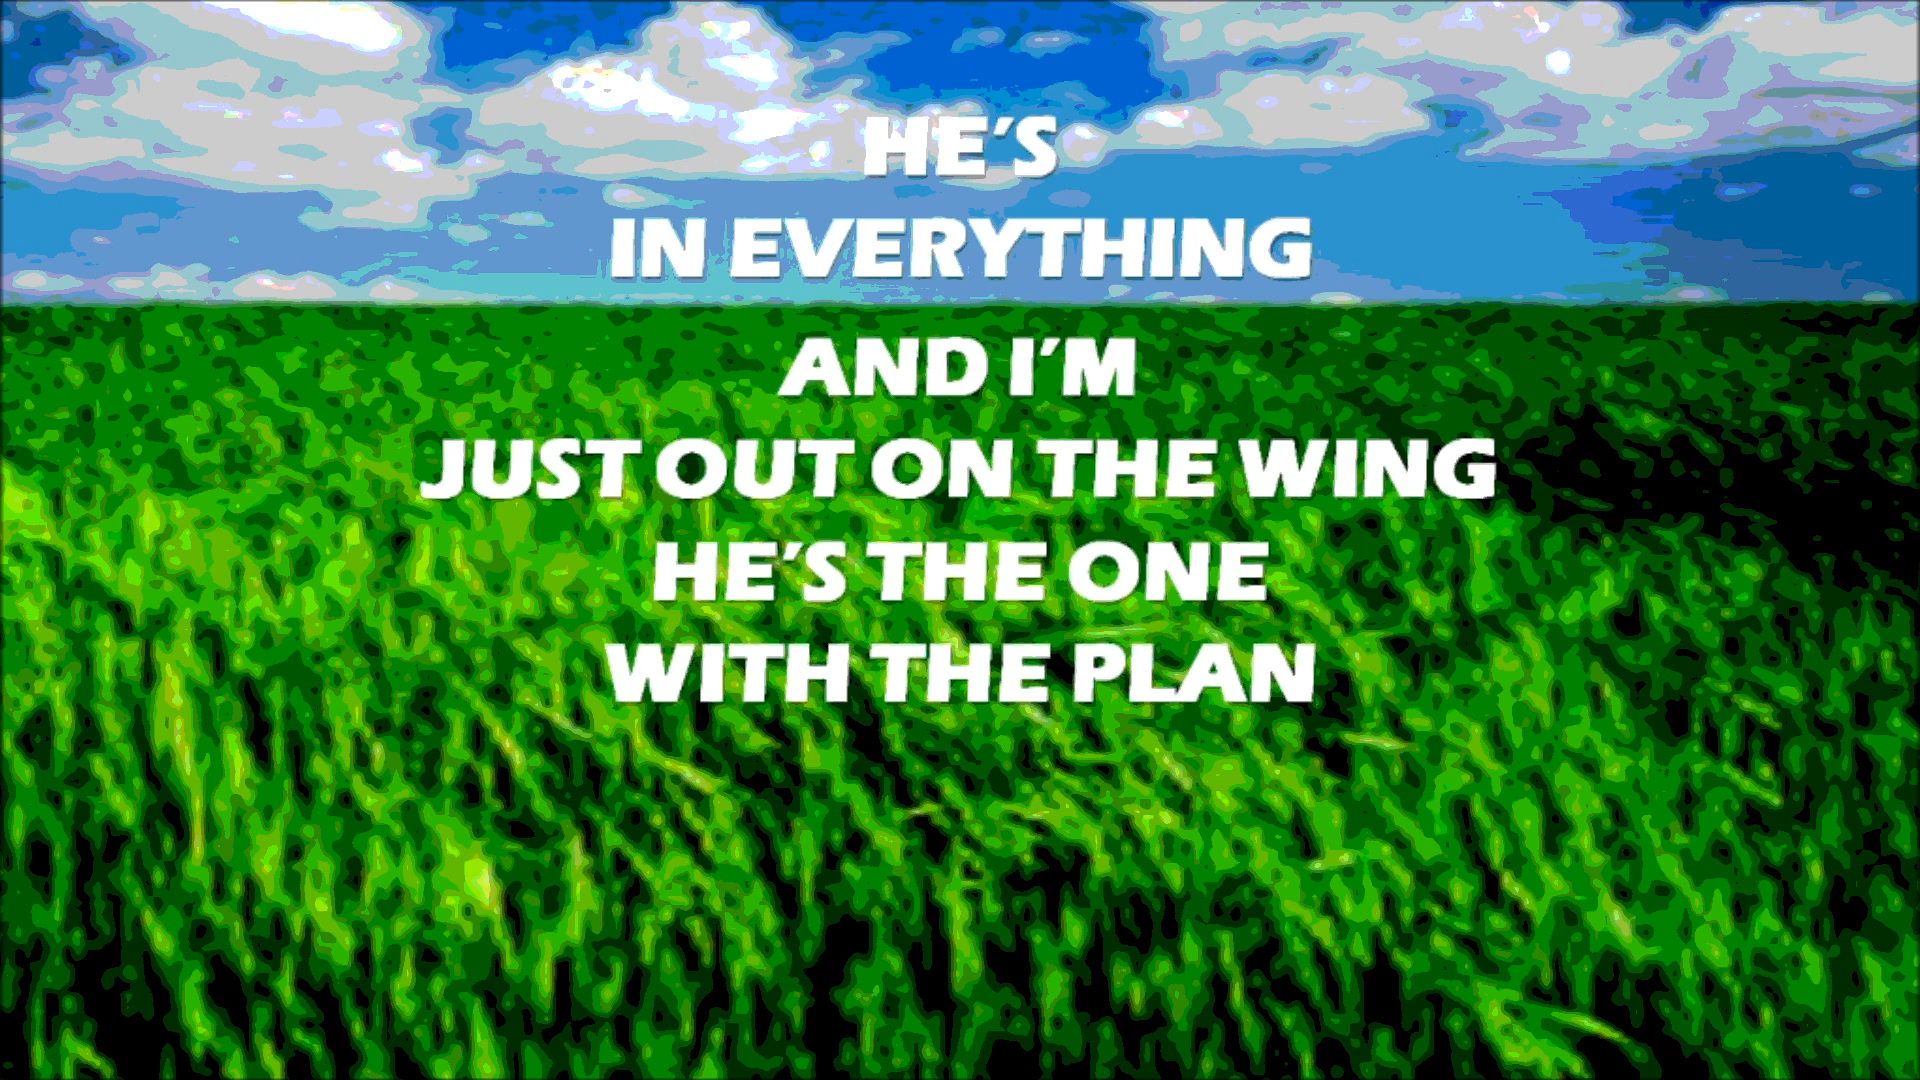 HE'S
IN EVERYTHING
AND I'M
JUST OUT ON THE WING
HE'S THE ONE
WITH THE PLAN